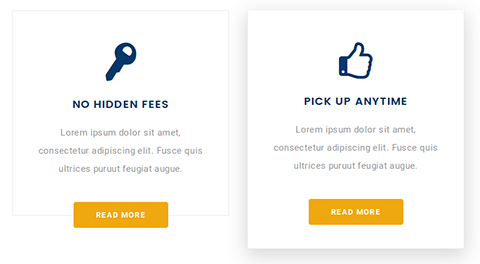 NO HIDDEN FEES
Lorem ipsum dolor sit amet,
consectetur adipiscing elit. Fusce quis
ultrices puruut feugiat augue.
READ MORE
PICK UP ANYTIME
Lorem ipsum dolor sit amet,
consectetur adipiscing elit. Fusce quis
ultrices puruut feugiat augue.
READ MORE